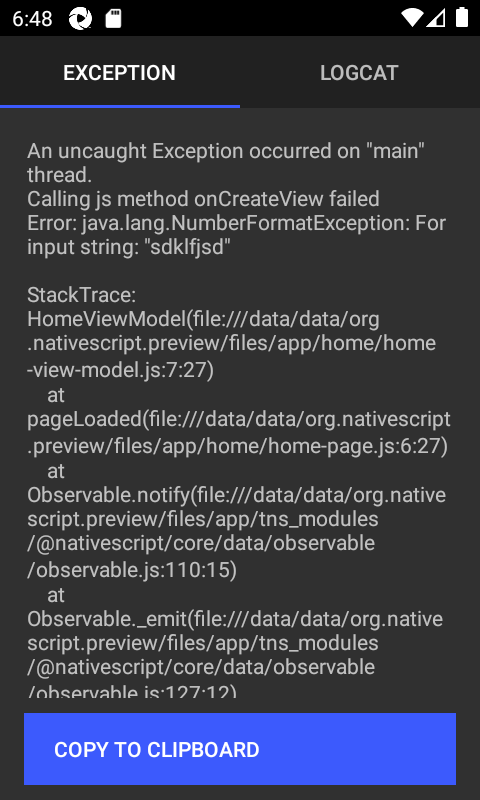 6:48
EXCEPTION
LOGCAT
An uncaught Exception occurred on "main"
thread.
Calling js method onCreateView failed
Error: java.lang.NumberFormatException: For
input string: "sdklfjsd"
StackTrace:
HomeViewModel(file:///data/data/org
.nativescript.preview/files/app/home/home
-view-model.js:7:27)
at
pageLoaded(file:///data/data/org.nativescript
.preview/files/app/home/home-page.js:6:27)
at
Observable.notify(file:///data/data/org.native
script.preview/files/app/tns_modules
/@nativescript/core/data/observable
/observable.js:110:15)
at
Observable._emit(file:///data/data/org.native
script.preview/files/app/tns_modules
/@nativescript/core/data/observable
/observable.js:127:12)
COPY TO CLIPBOARD